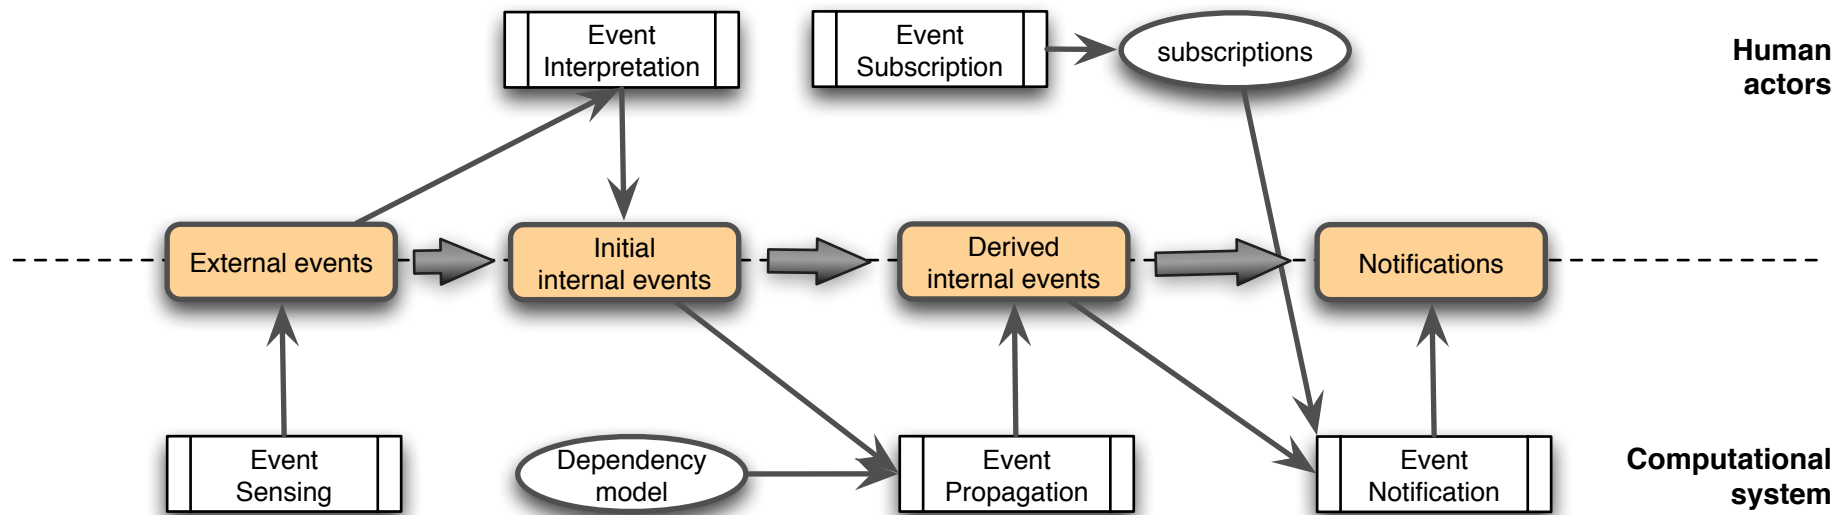 Event
Interpretation
Event
Subscription
subscriptions
Human
actors
External events
Initial
internal events
Derived
internal events
Notifications
Event
Sensing
Dependency
model
Event
Propagation
Event
Notification
Computational
system